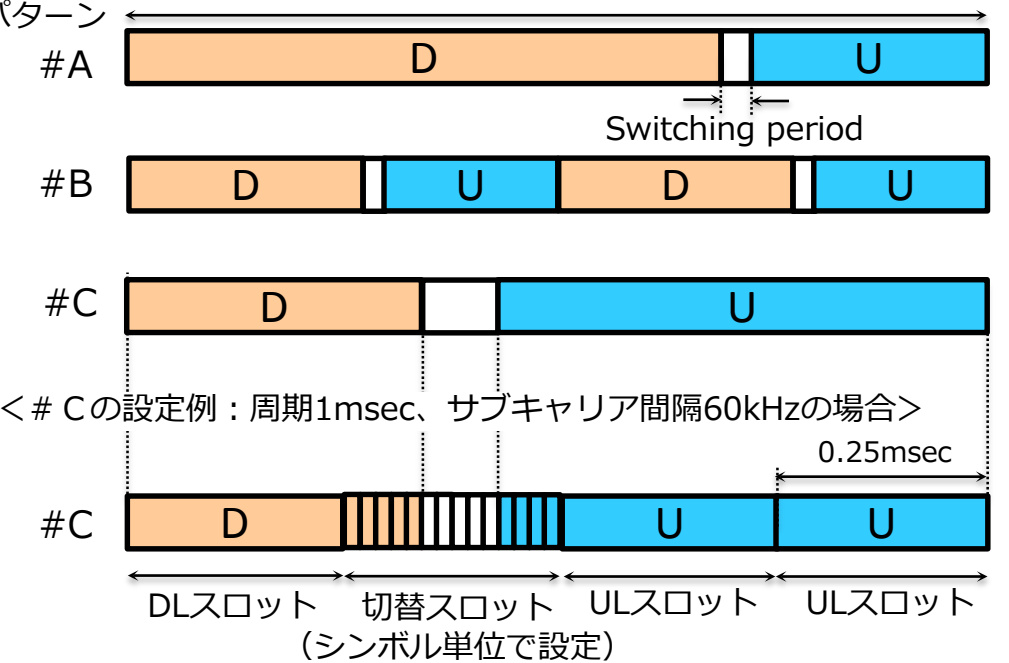 パターン
#A D U
Switching period
#B D U D U
#C D U
＜＃Ｃの設定例：周期1msec、サブキャリア間隔60kHzの場合＞
0.25msec
#C D U U
DLスロット 切替スロット ULスロット ULスロット
（シンボル単位で設定）